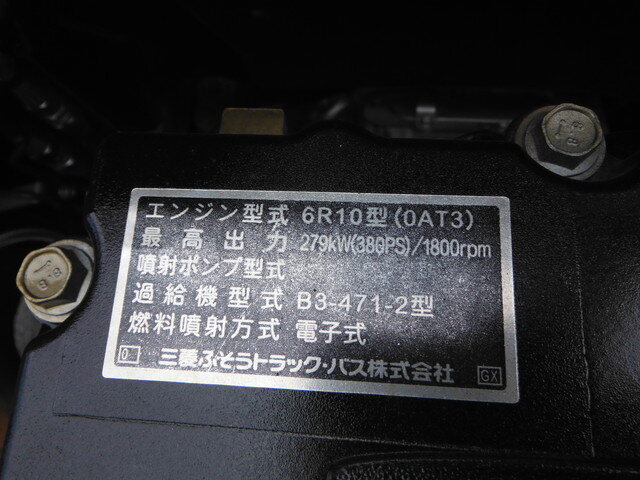 エンジン型式 6R10型(0AT3)
最高出力 279kW(380PS)/1800rpm
噴射ポンプ型式
過給機型式 B3-471-2型
燃料噴射方式 電子式
0- 三菱ふそうトラック・バス株式会社 GX